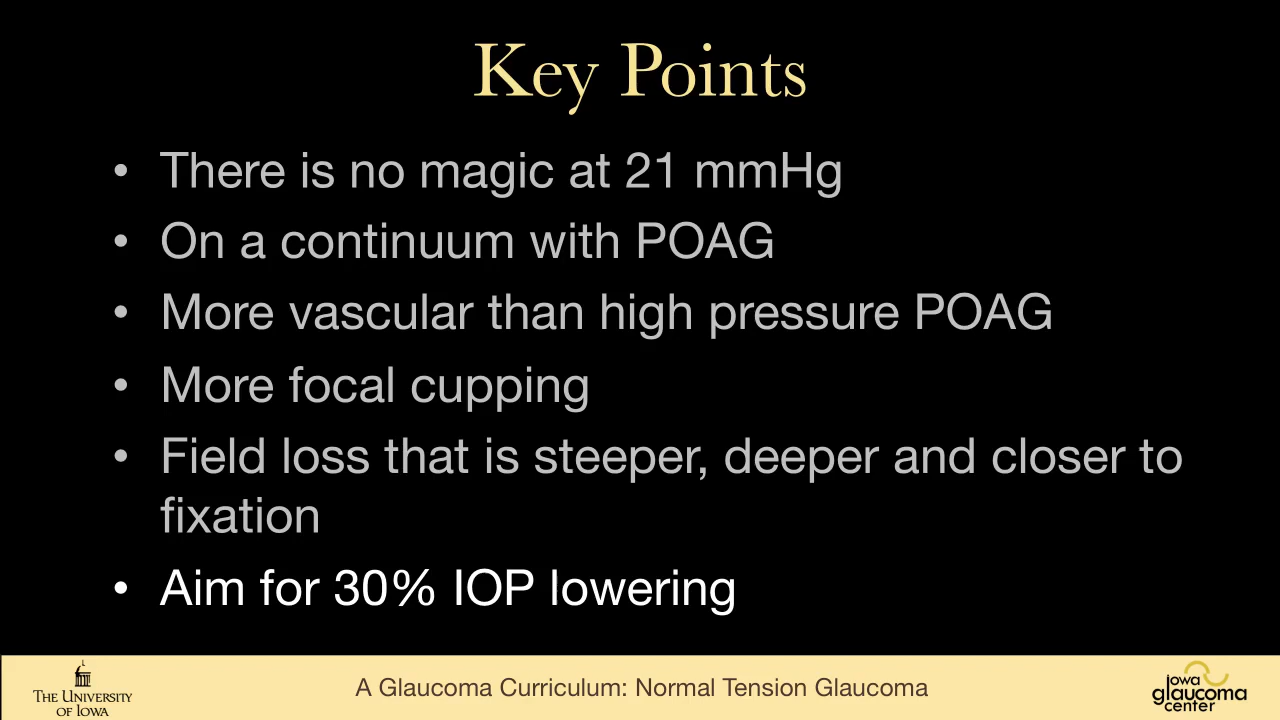 Key Points
• There is no magic at 21 mmHg
• On a continuum with POAG
• More vascular than high pressure POAG
• More focal cupping
• Field loss that is steeper, deeper and closer to
fixation
• Aim for 30% IOP lowering
THE UNIVERSITY
OF IOWA
A Glaucoma Curriculum: Normal Tension Glaucoma
iowa
glaucoma
center